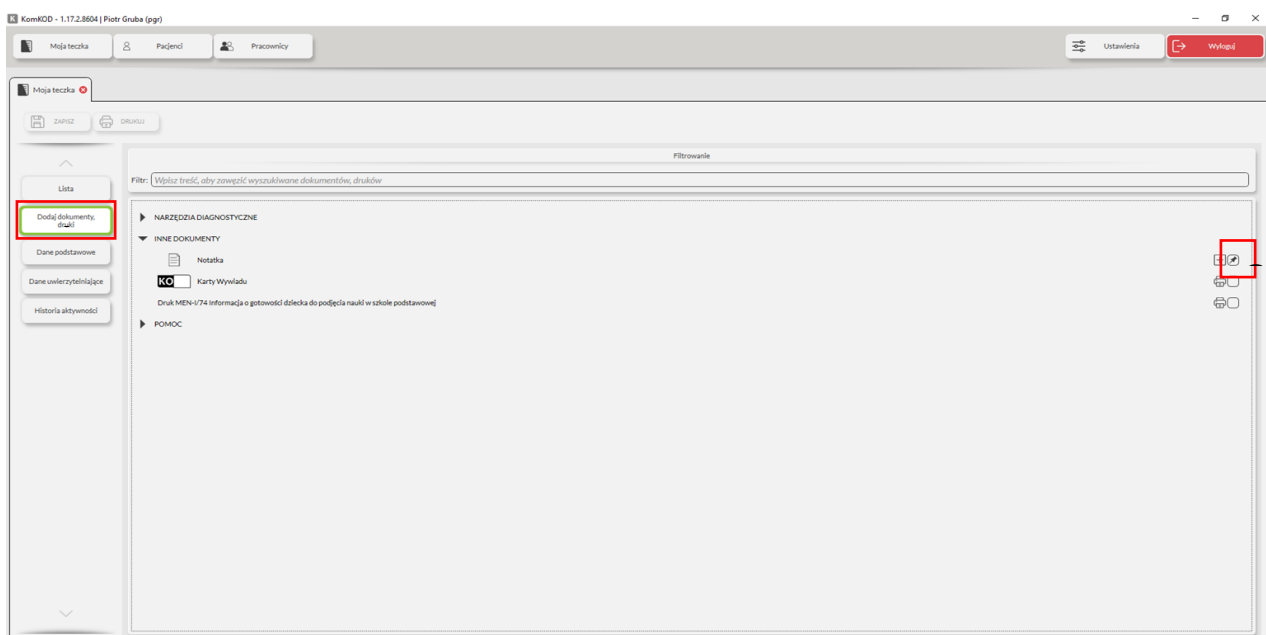 K KomKOD - 1.17.2.8604 | Piotr Gruba (pgr)
Moja teczka
Pacjenci
Pracownicy
Ustawienia
Wyloguj
Moja teczka
ZAPISZ
DRUKUJ
Filtrowanie
Filtr: Wpisz treść, aby zawęzić wyszukiwane dokumentów, druków
Lista
Dodaj dokumenty,
druki
Dane podstawowe
Dane uwierzytelniające
Historia aktywności
NARZĘDZIA DIAGNOSTYCZNE
INNE DOKUMENTY
Notatka
KO Karty Wywiadu
Druk MEN-I/74 Informacja o gotowości dziecka do podjęcia nauki w szkole podstawowej
POMOC